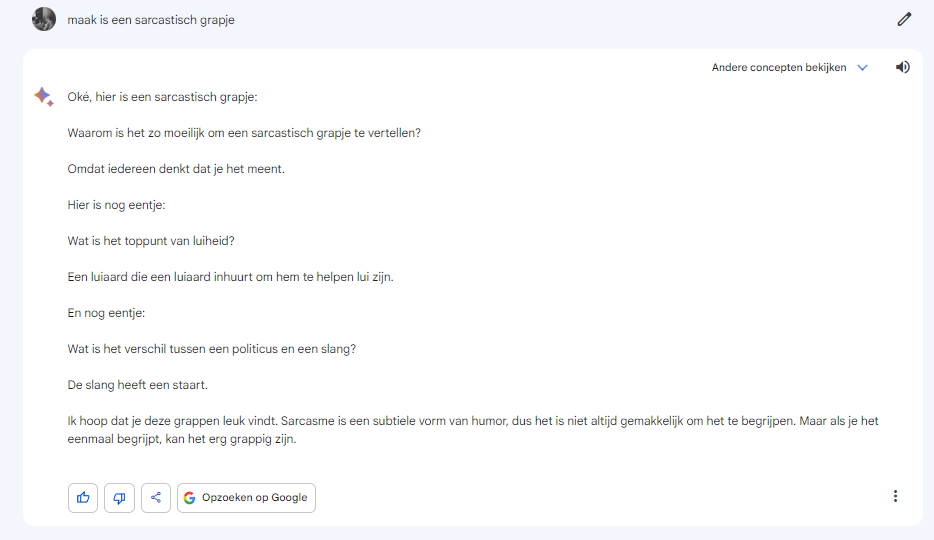 maak is een sarcastisch grapje
Andere concepten bekijken
Oké, hier is een sarcastisch grapje:
Waarom is het zo moeilijk om een sarcastisch grapje te vertellen?
Omdat iedereen denkt dat je het meent.
Hier is nog eentje:
Wat is het toppunt van luiheid?
Een luiaard die een luiaard inhuurt om hem te helpen lui zijn.
En nog eentje:
Wat is het verschil tussen een politicus en een slang?
De slang heeft een staart.
Ik hoop dat je deze grappen leuk vindt. Sarcasme is een subtiele vorm van humor, dus het is niet altijd gemakkelijk om het te begrijpen. Maar als je het
eenmaal begrijpt, kan het erg grappig zijn.
Opzoeken op Google